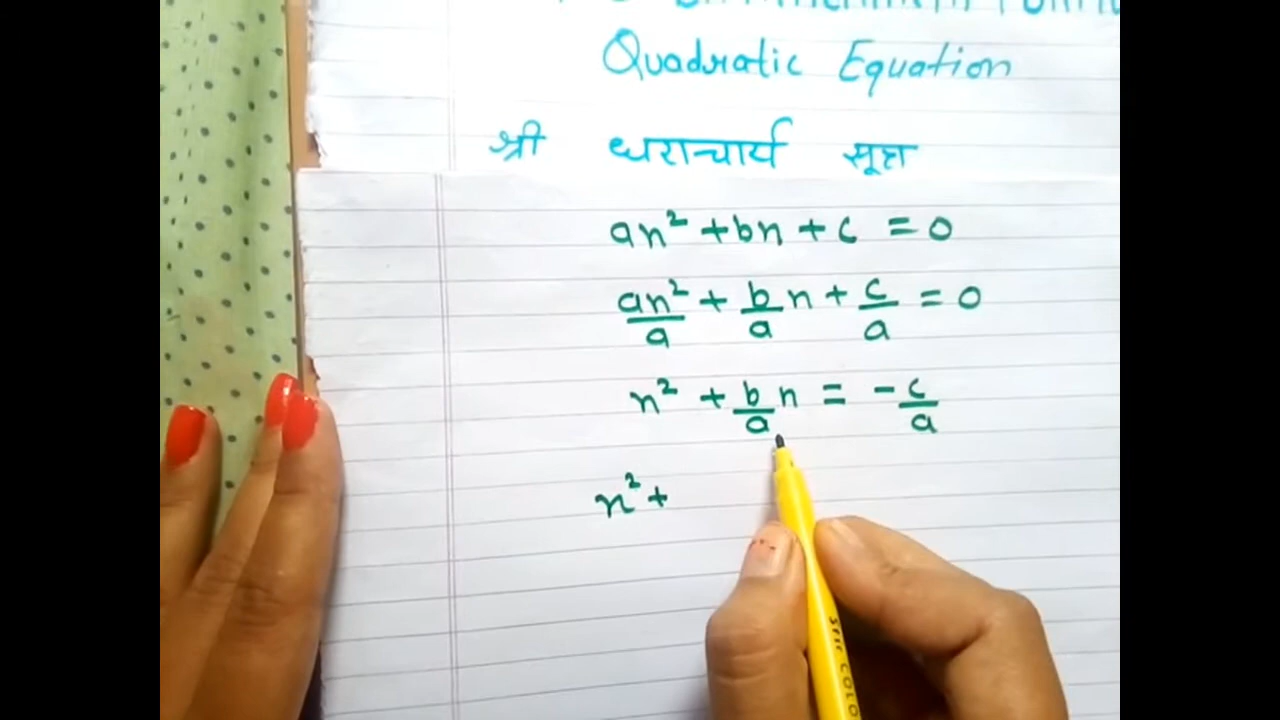 Quadratic Equation
श्री धराचार्य सूत्र
an² + bn + c = 0
an²/a + b/a n + c/a = 0
n² + b/a n = - c/a
n² +